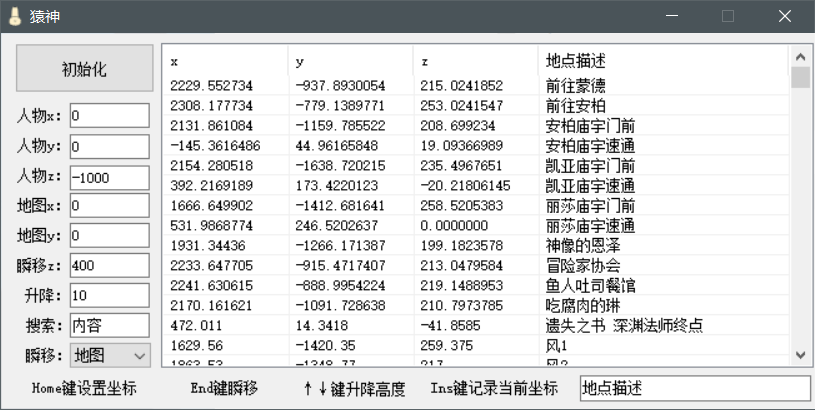 猿神
初始化
人物x: 0
人物y: 0
人物z: -1000
地图x: 0
地图y: 0
瞬移z: 400
升降: 10
搜索: 内容
瞬移: 地图
x y z 地点描述
2229.552734 -937.8930054 215.0241852 前往蒙德
2308.177734 -779.1389771 253.0241547 前往安柏
2131.861084 -1159.785522 208.699234 安柏庙宇门前
-145.3616486 44.96165848 19.09366989 安柏庙宇速通
2154.280518 -1638.720215 235.4967651 凯亚庙宇门前
392.2169189 173.4220123 -20.21806145 凯亚庙宇速通
1666.649902 -1412.681641 258.5205383 丽莎庙宇门前
531.9868774 246.5202637 0.0000000 丽莎庙宇速通
1931.34436 -1266.171387 199.1823578 神像的恩泽
2233.647705 -915.4717407 213.0479584 冒险家协会
2241.630615 -888.9954224 219.1488953 鱼人吐司餐馆
2170.161621 -1091.728638 210.7973785 吃腐肉的琳
472.011 14.3418 -41.8585 遗失之书 深渊法师终点
1629.56 -1420.35 259.375 风1
1863.53 -1348.77 217 风2
Home键设置坐标 End键瞬移 ↑↓键升降高度 Ins键记录当前坐标 地点描述